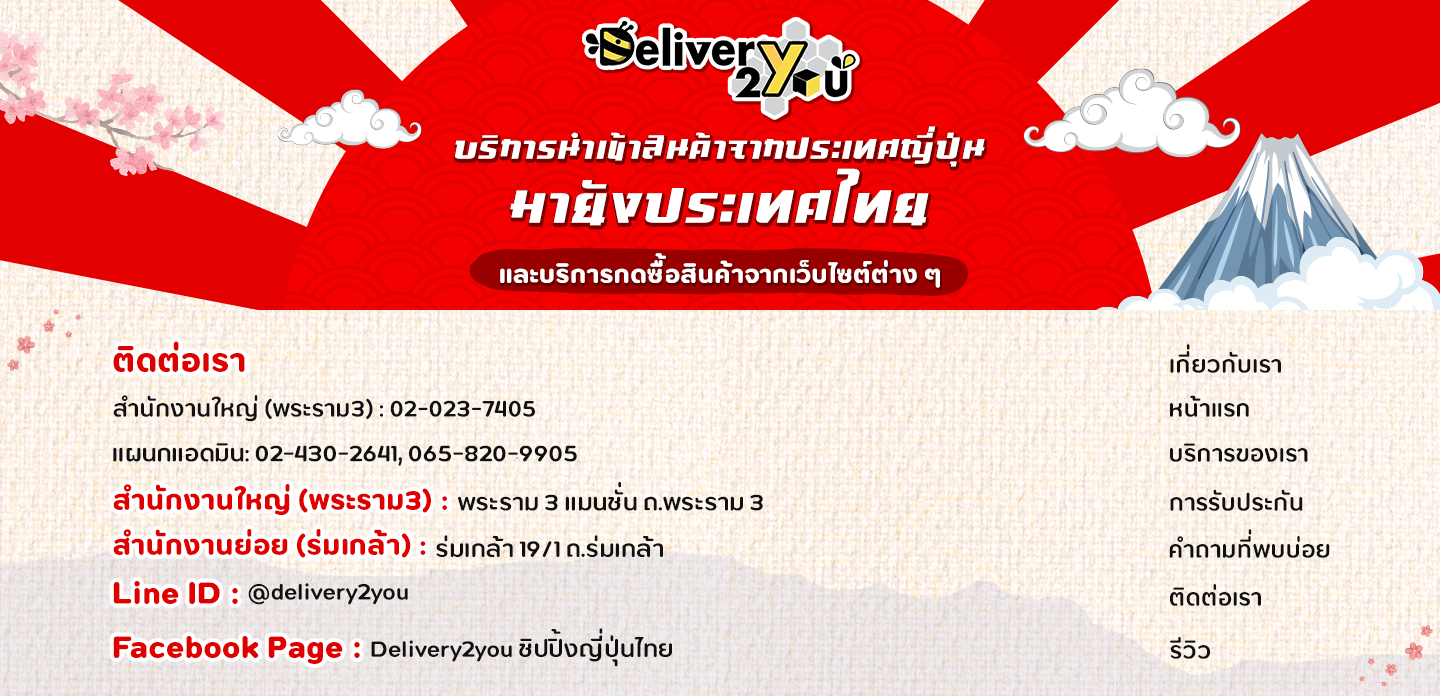 Delivery
2you
บริการนำเข้าสินค้าจากประเทศญี่ปุ่น
มายังประเทศไทย
และบริการกดซื้อสินค้าจากเว็บไซต์ต่าง ๆ
ติดต่อเรา
สำนักงานใหญ่ (พระราม3) : 02-023-7405
แผนกแอดมิน: 02-430-2641, 065-820-9905
สำนักงานใหญ่ (พระราม3) : พระราม 3 แมนชั่น ถ.พระราม 3
สำนักงานย่อย (ร่มเกล้า) : ร่มเกล้า 19/1 ถ.ร่มเกล้า
Line ID : @delivery2you
Facebook Page : Delivery2you ชิปปิ้งญี่ปุ่นไทย
เกี่ยวกับเรา
หน้าแรก
บริการของเรา
การรับประกัน
คำถามที่พบบ่อย
ติดต่อเรา
รีวิว